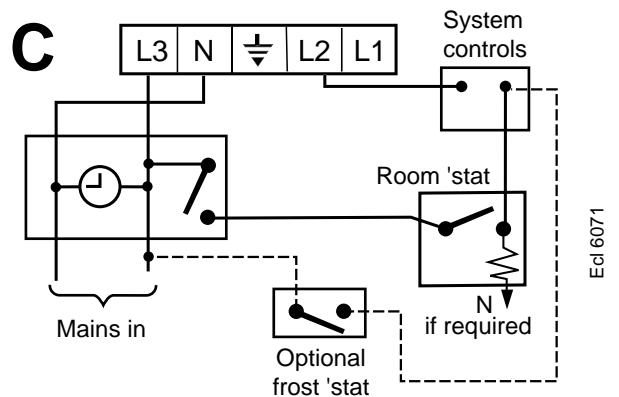 C
L3 N L2 L1
System
controls
Room 'stat
N
if required
Mains in
Optional
frost 'stat
Ecl 6071